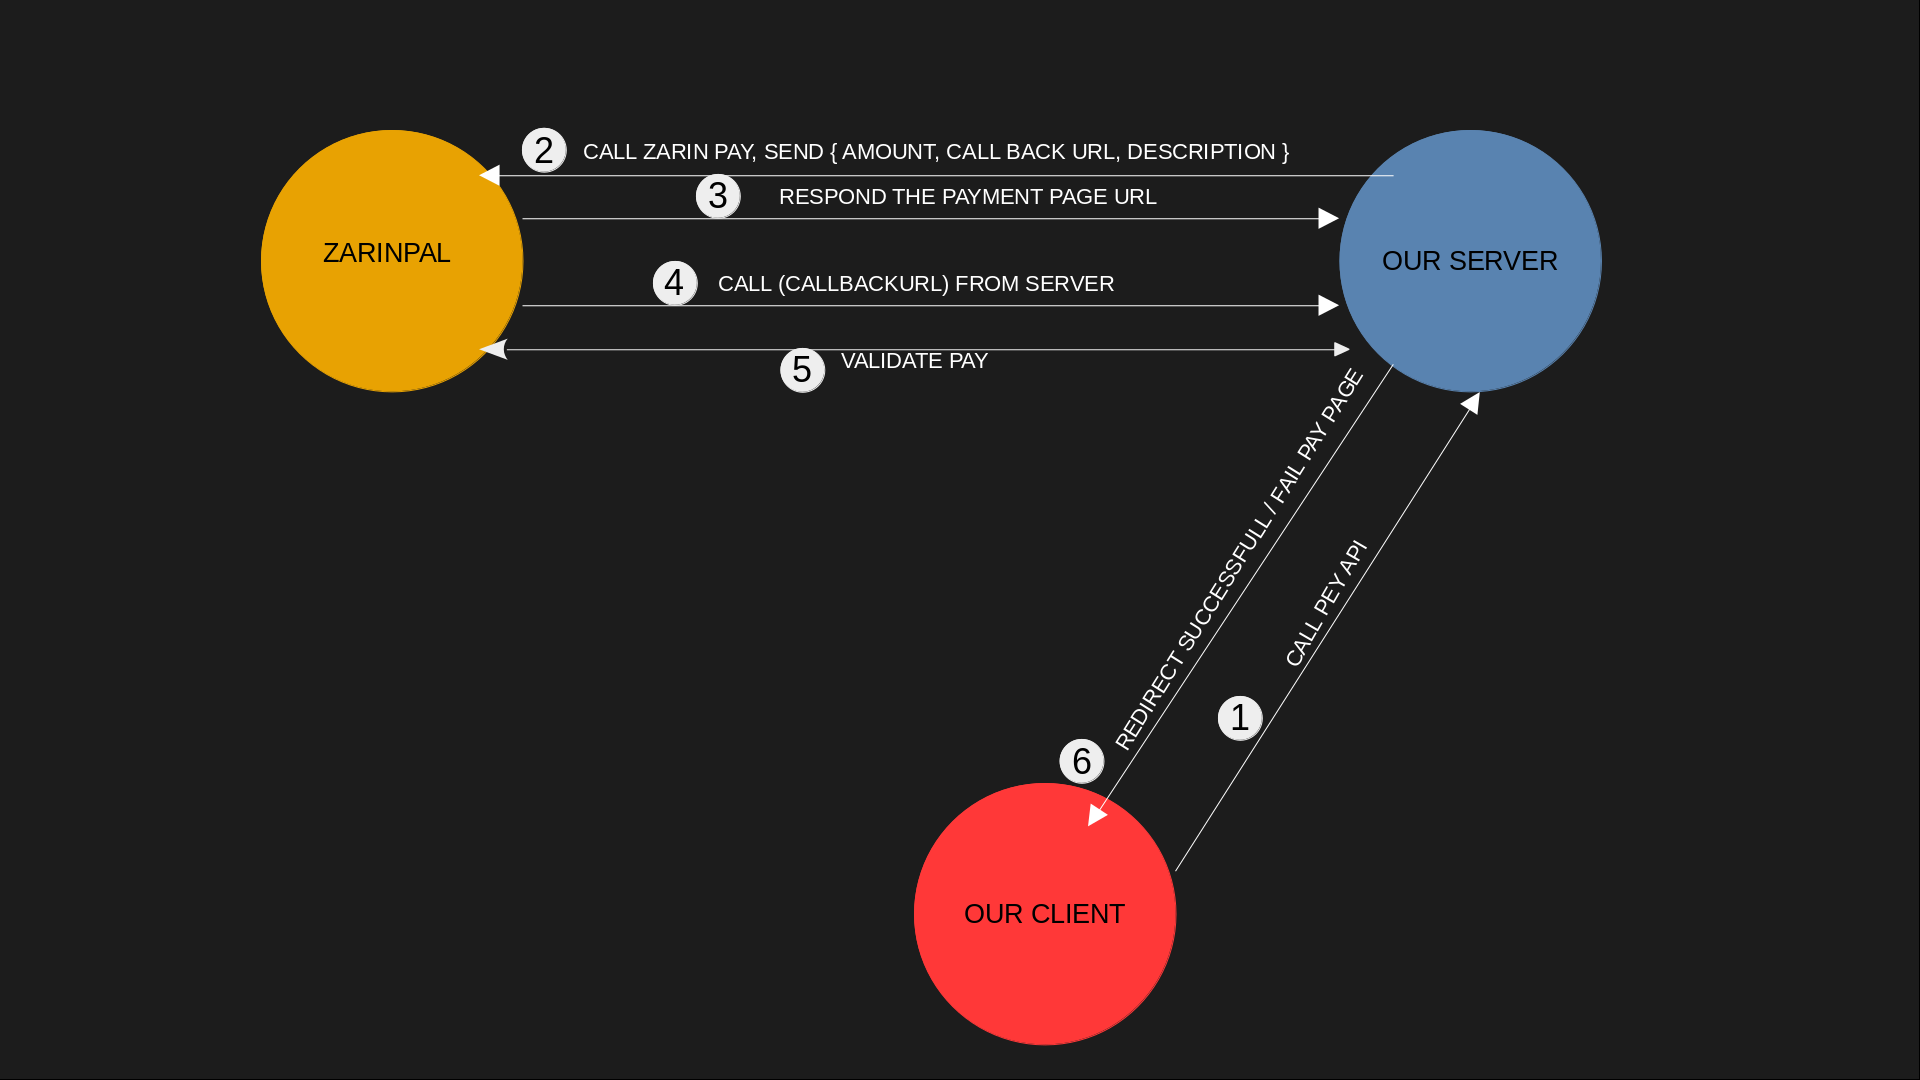 2
CALL ZARIN PAY, SEND { AMOUNT, CALL BACK URL, DESCRIPTION }
3
RESPOND THE PAYMENT PAGE URL
ZARINPAL
OUR SERVER
4
CALL (CALLBACKURL) FROM SERVER
5
VALIDATE PAY
REDIRECT SUCCESSFULL / FAIL PAY PAGE
CALL PEY API
1
6
OUR CLIENT